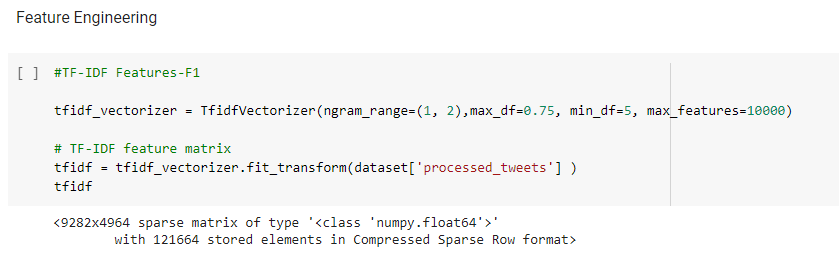 Feature Engineering
[ ] #TF-IDF Features-F1
tfidf_vectorizer = TfidfVectorizer(ngram_range=(1, 2),max_df=0.75, min_df=5, max_features=10000)
# TF-IDF feature matrix
tfidf = tfidf_vectorizer.fit_transform(dataset['processed_tweets'] )
tfidf
<9282x4964 sparse matrix of type '<class 'numpy.float64'>'
with 121664 stored elements in Compressed Sparse Row format>